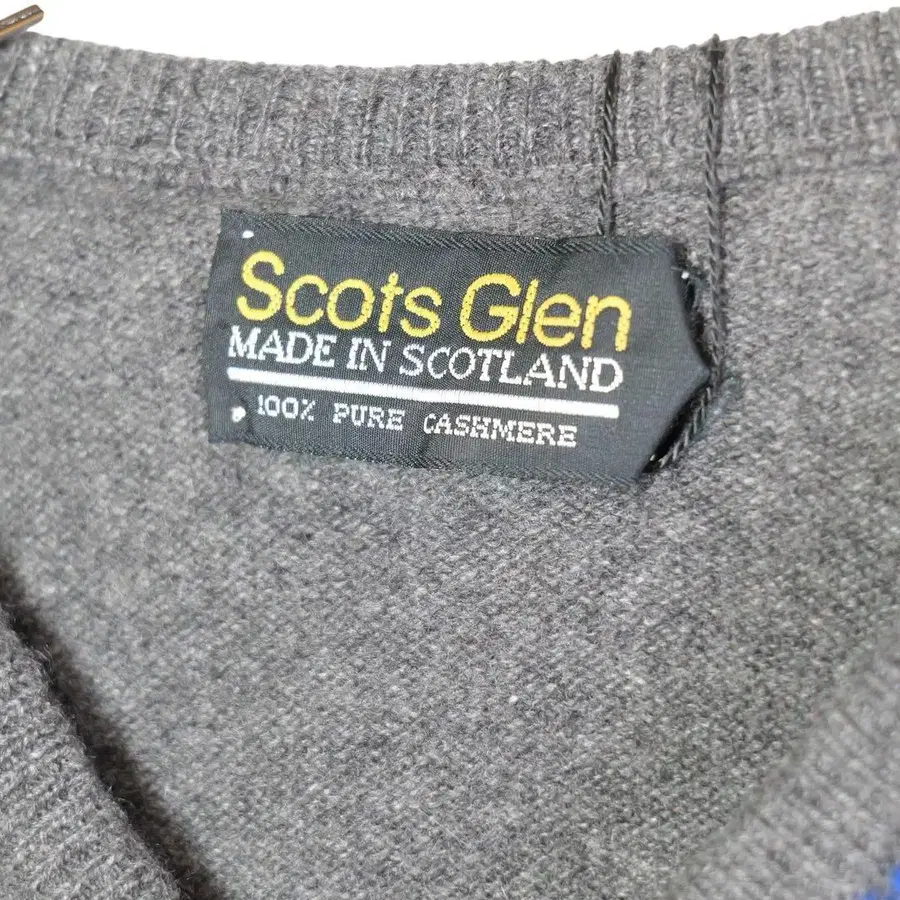 Scots Glen
MADE IN SCOTLAND
100% PURE CASHMERE